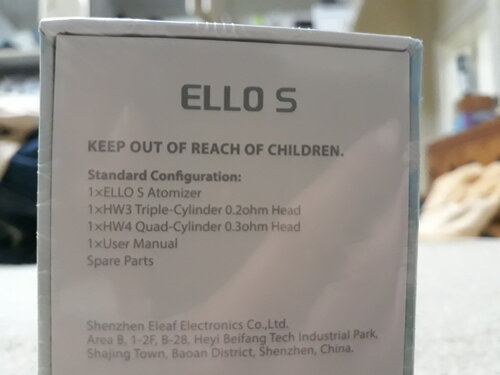 ELLO S
KEEP OUT OF REACH OF CHILDREN.
Standard Configuration:
1×ELLO S Atomizer
1×HW3 Triple-Cylinder 0.2ohm Head
1×HW4 Quad-Cylinder 0.3ohm Head
1×User Manual
Spare Parts
Shenzhen Eleaf Electronics Co.,Ltd.
Area B, 1-2F, B-28, Heyi Beifang Tech Industrial Park,
Shajing Town, Baoan District, Shenzhen, China.